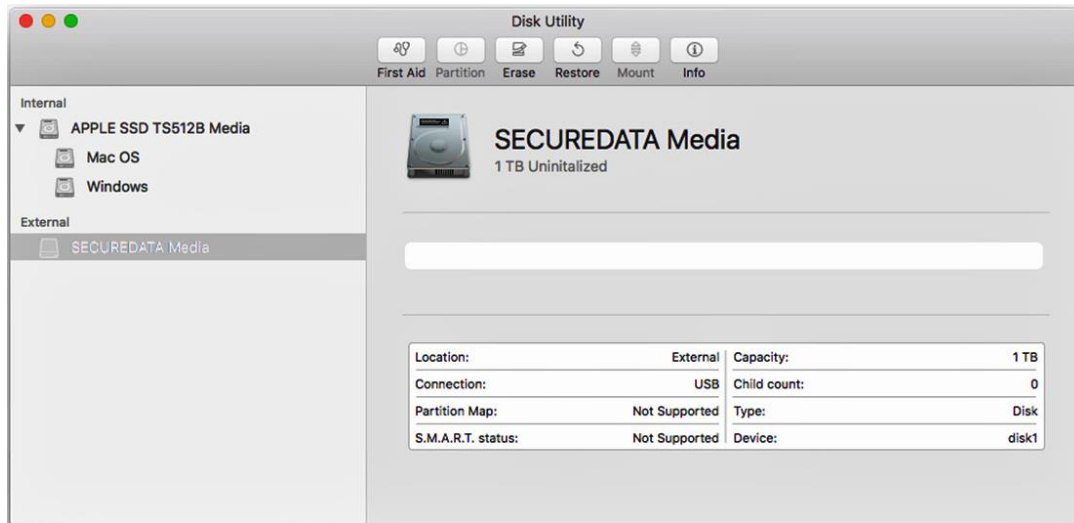 Disk Utility
First Aid Partition Erase Restore Mount Info
Internal
APPLE SSD TS512B Media
Mac OS
Windows
External
SECUREDATA Media
SECUREDATA Media
1 TB Uninitalized
Location: External Capacity: 1 TB
Connection: USB Child count: 0
Partition Map: Not Supported Type: Disk
S.M.A.R.T. status: Not Supported Device: disk1